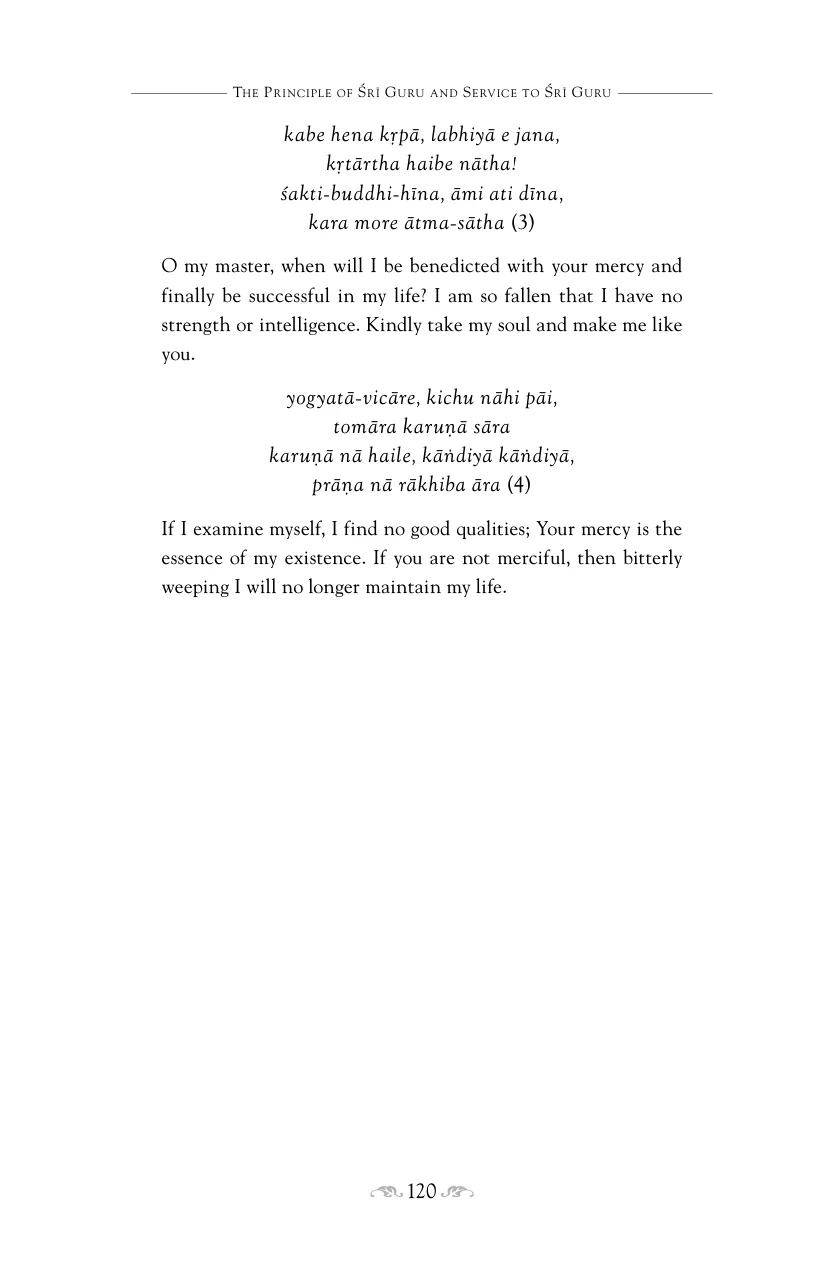 The Principle of Śrī Guru and Service to Śrī Guru
kabe hena kṛpā, labhiyā e jana,
kṛtārtha haibe nātha!
śakti-buddhi-hīna, āmi ati dīna,
kara more ātma-sātha (3)
O my master, when will I be benedicted with your mercy and
finally be successful in my life? I am so fallen that I have no
strength or intelligence. Kindly take my soul and make me like
you.
yogyatā-vicāre, kichu nāhi pāi,
tomāra karuṇā sāra
karuṇā nā haile, kāṅdiyā kāṅdiyā,
prāṇa nā rākhiba āra (4)
If I examine myself, I find no good qualities; Your mercy is the
essence of my existence. If you are not merciful, then bitterly
weeping I will no longer maintain my life.
120